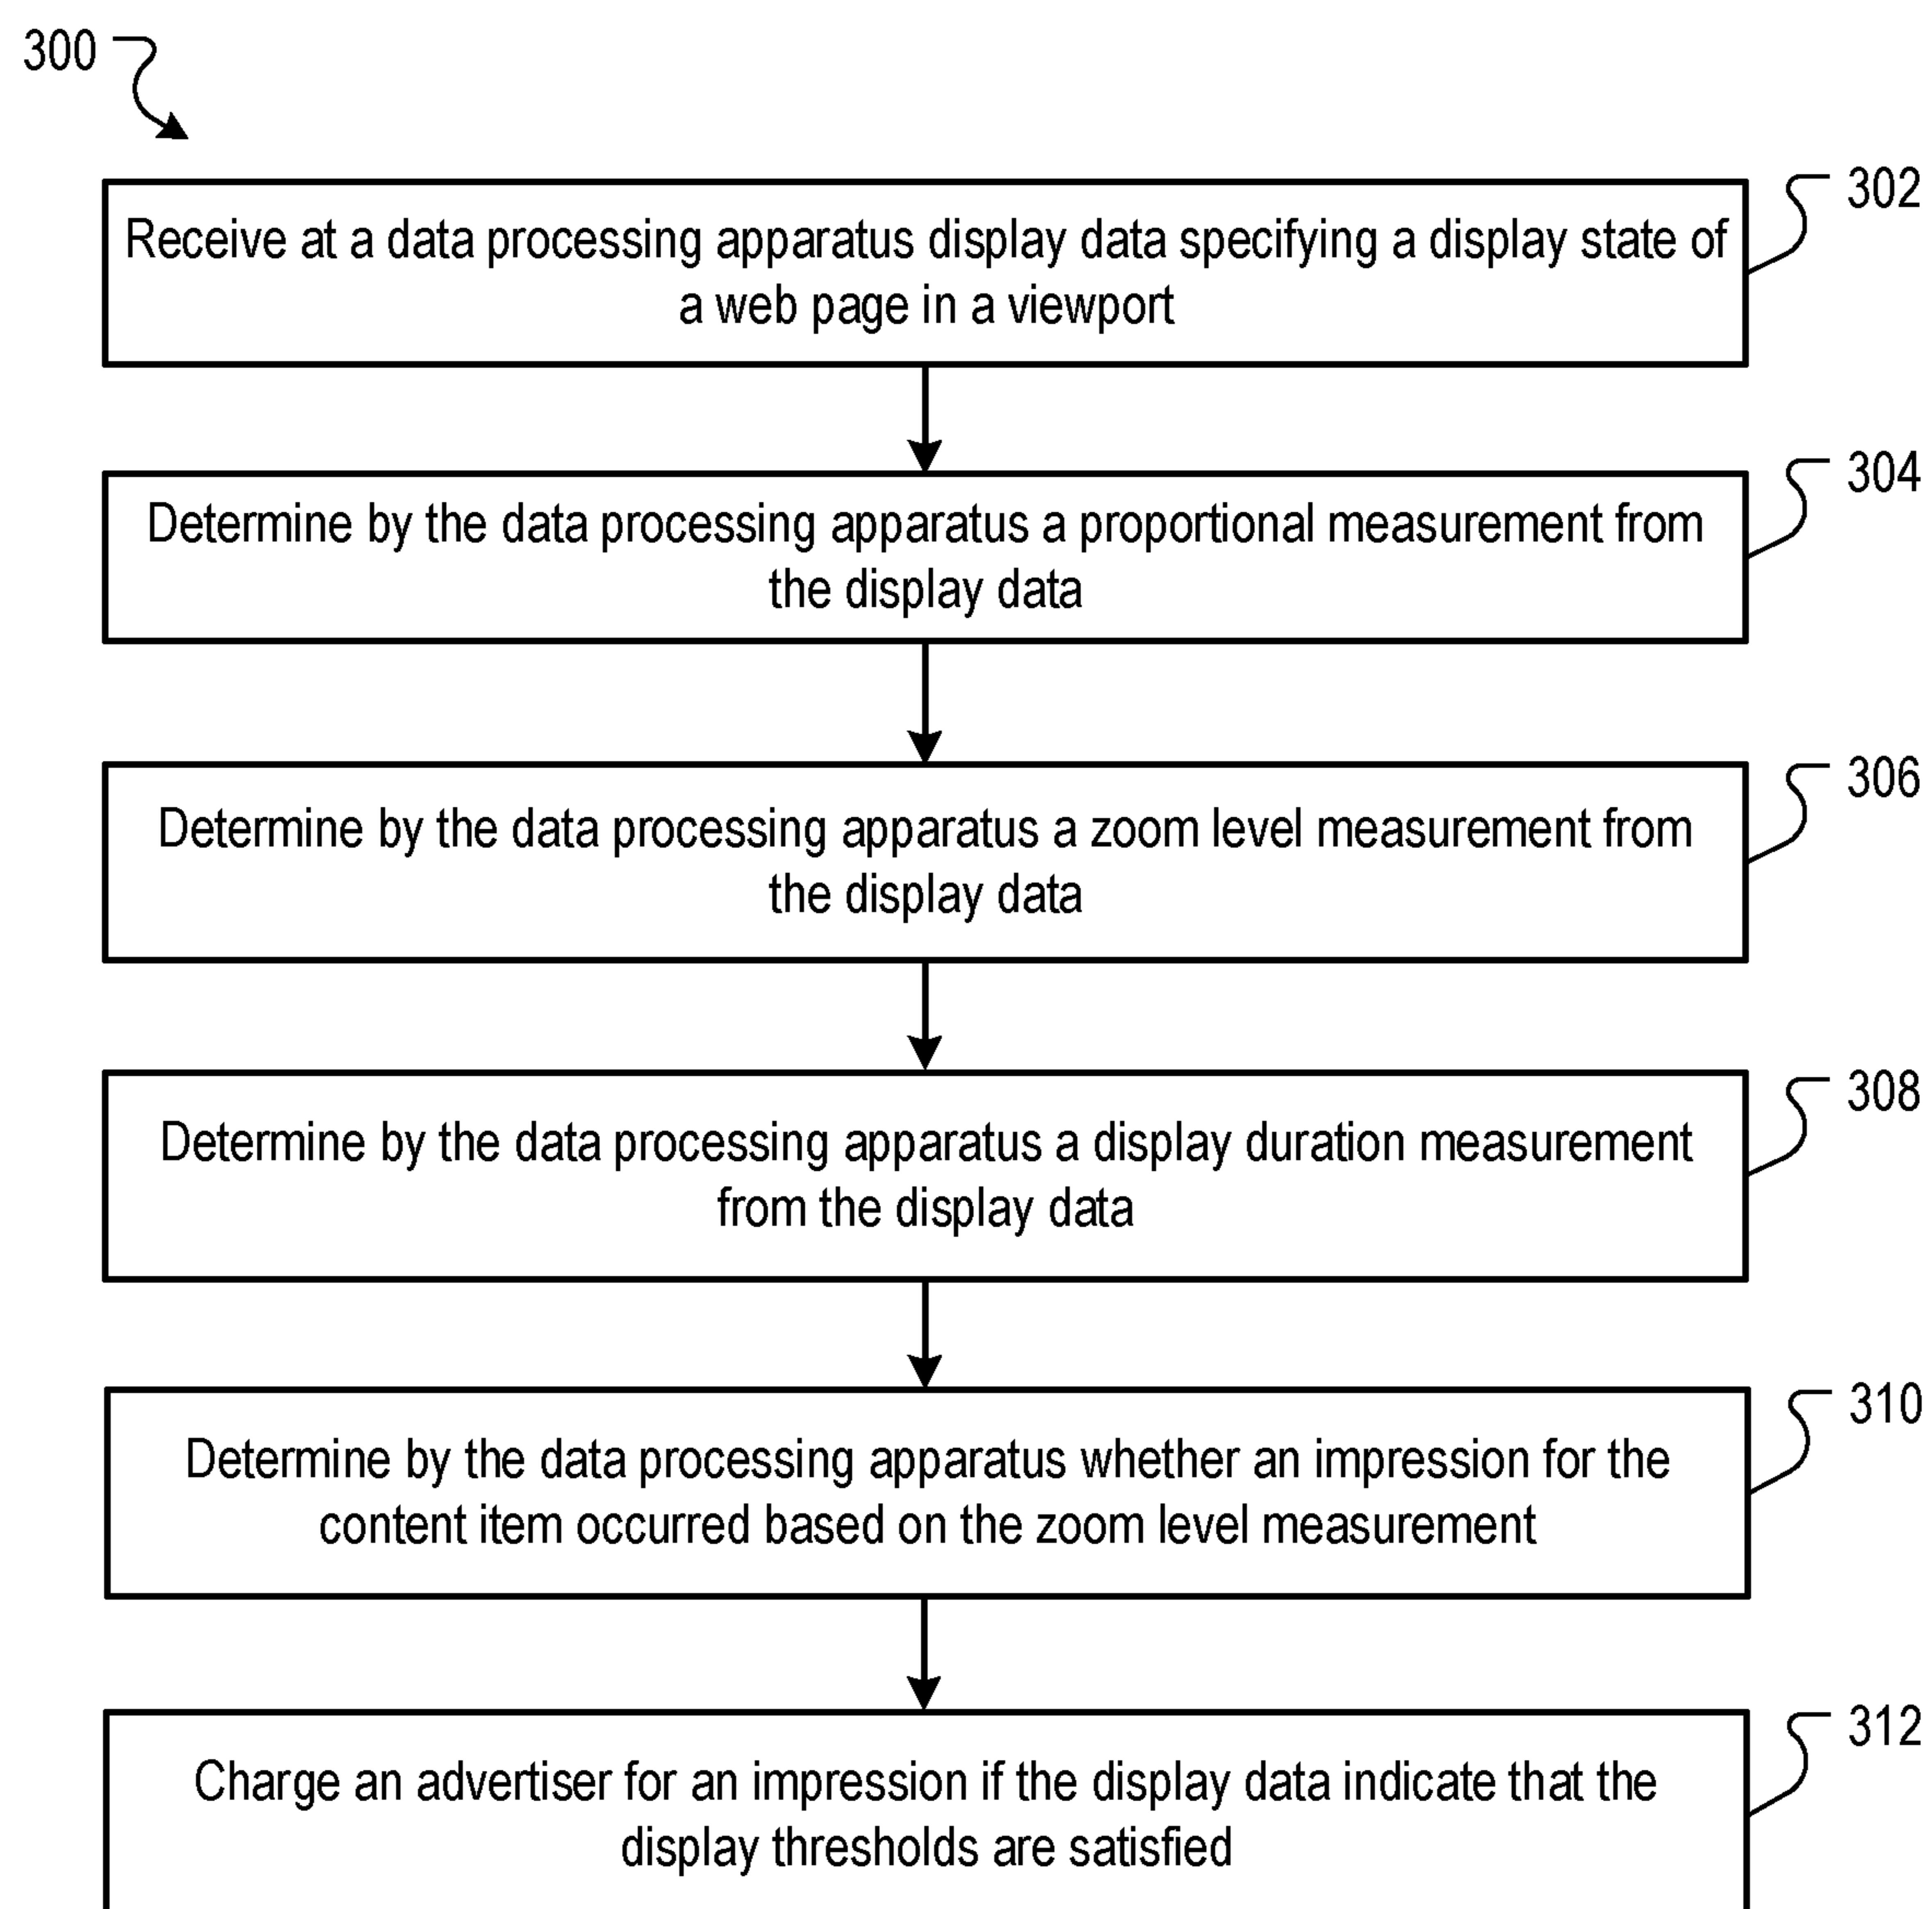 300
302
Receive at a data processing apparatus display data specifying a display state of
a web page in a viewport
304
Determine by the data processing apparatus a proportional measurement from
the display data
306
Determine by the data processing apparatus a zoom level measurement from
the display data
308
Determine by the data processing apparatus a display duration measurement
from the display data
310
Determine by the data processing apparatus whether an impression for the
content item occurred based on the zoom level measurement
312
Charge an advertiser for an impression if the display data indicate that the
display thresholds are satisfied